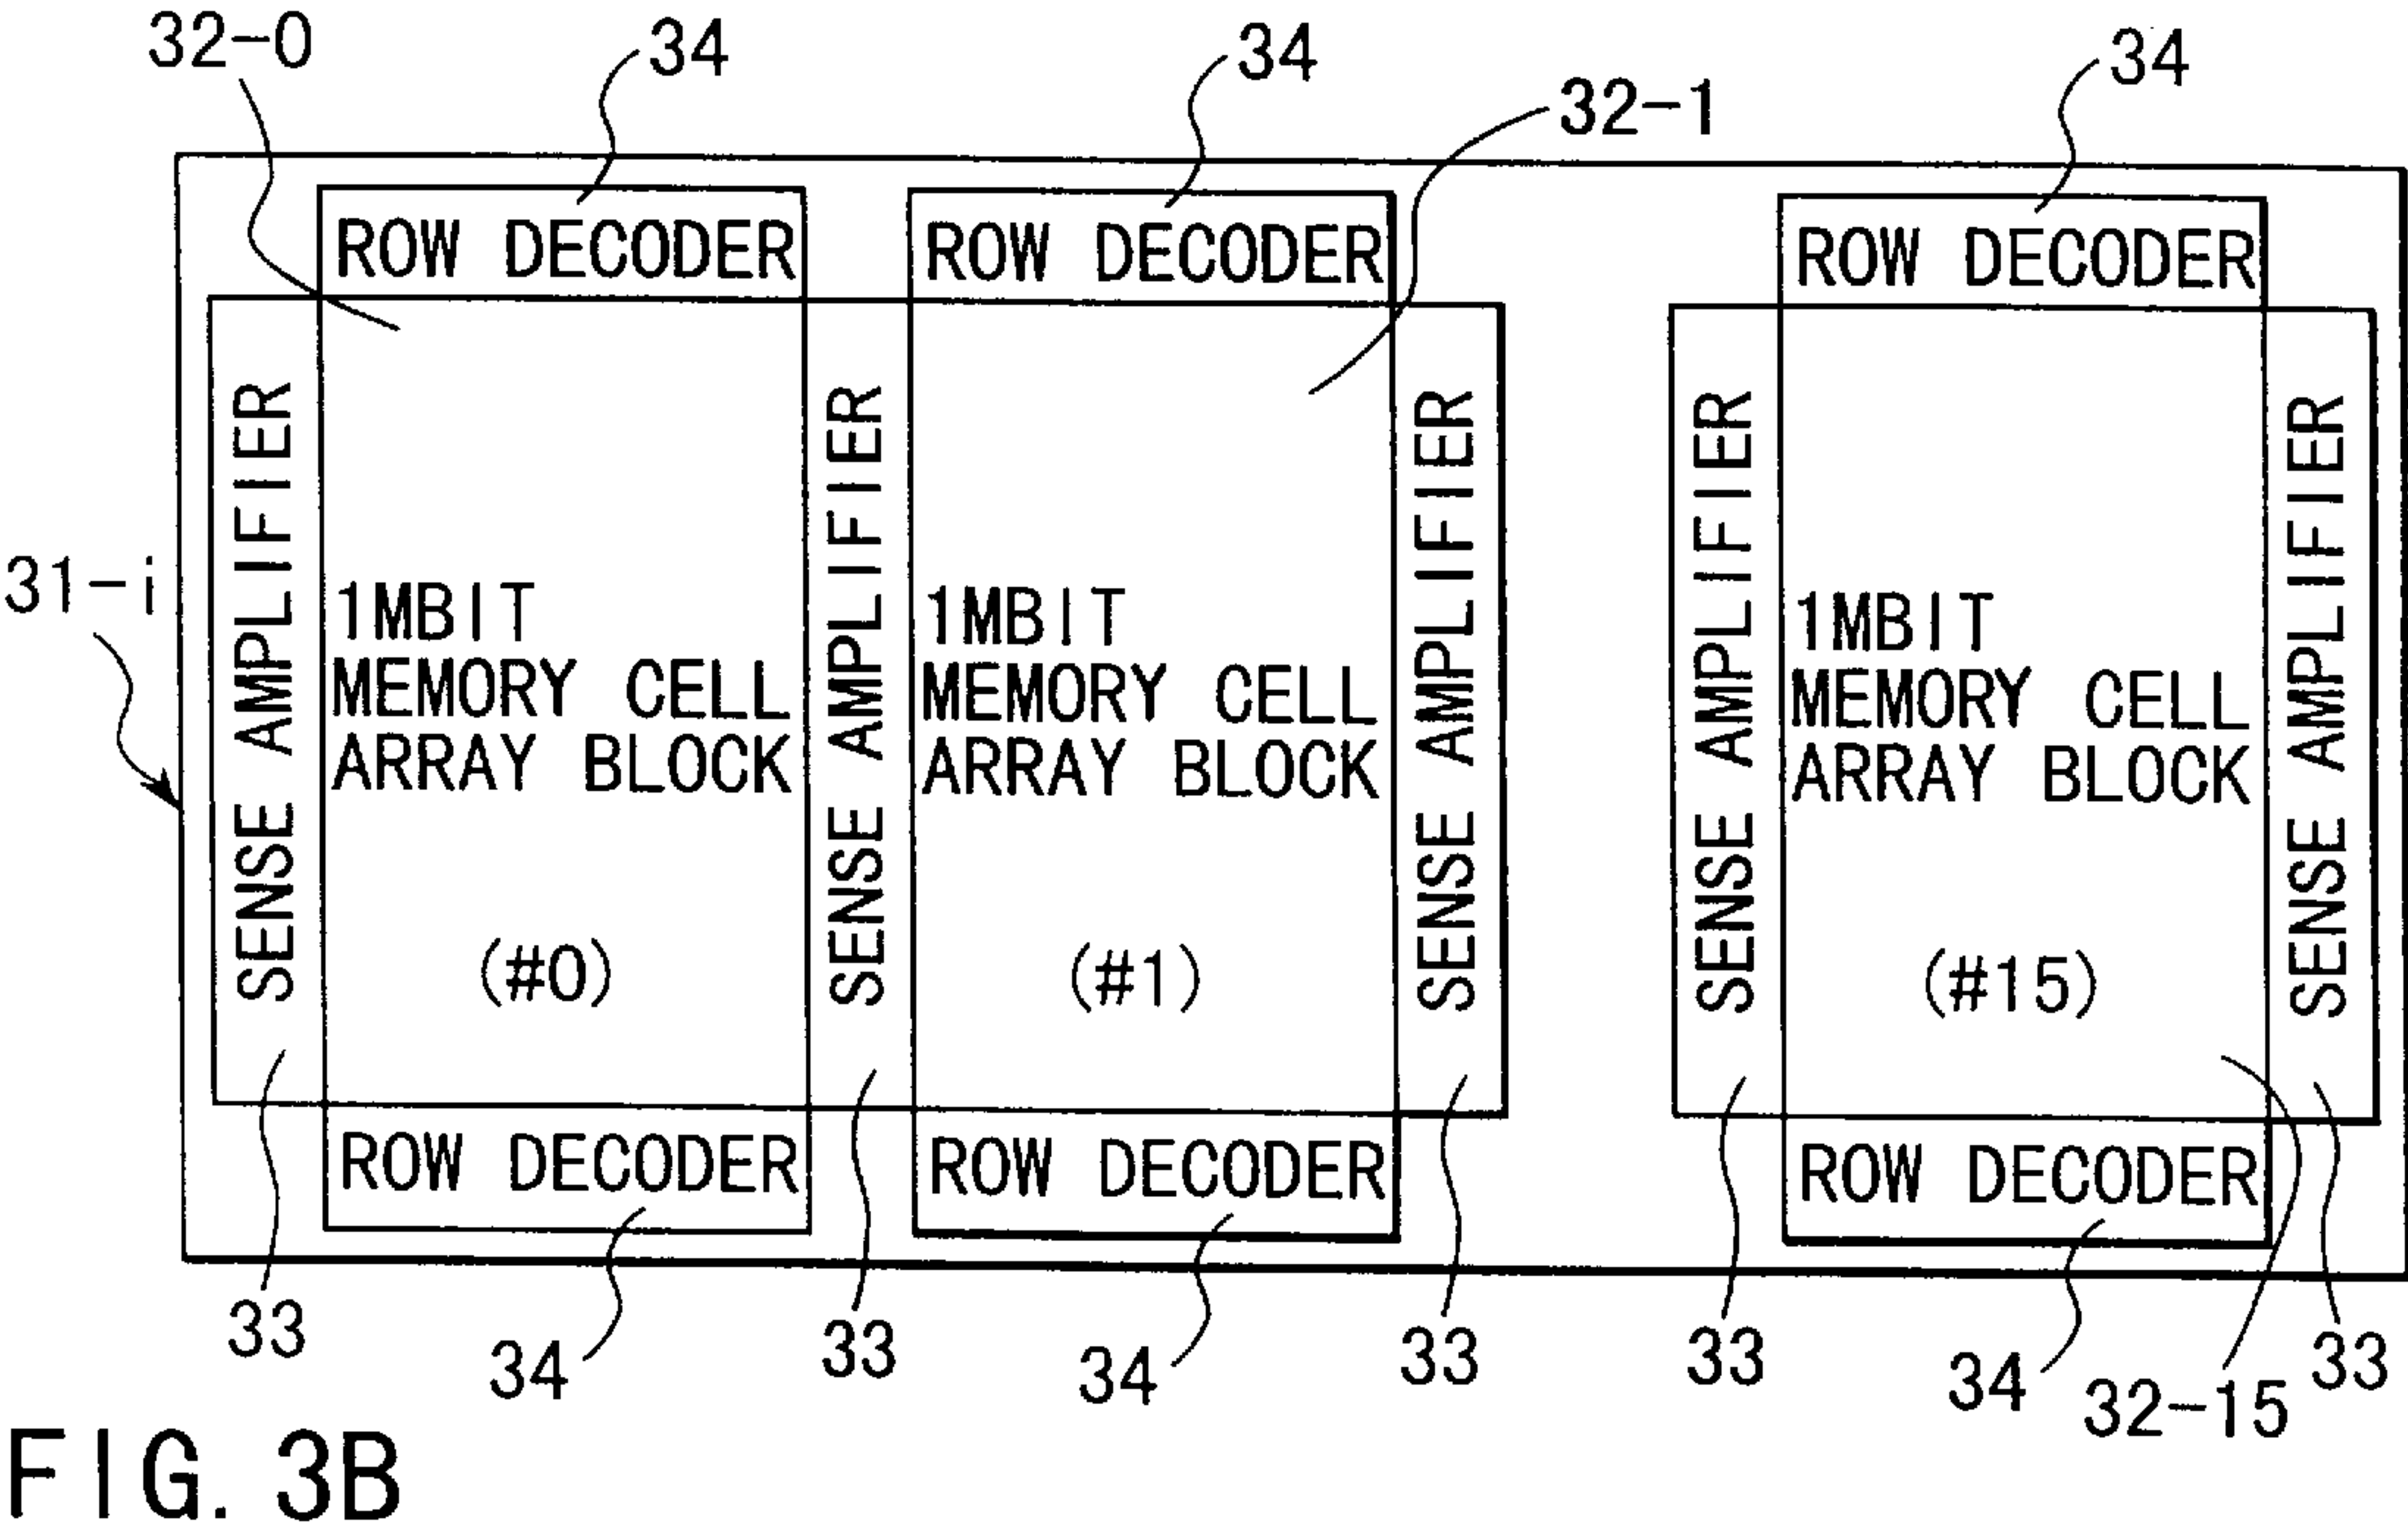 32-0
34
34
32-1
34
ROW DECODER
ROW DECODER
ROW DECODER
31-i
SENSE AMPLIFIER
1MBIT
MEMORY CELL
ARRAY BLOCK
(#0)
SENSE AMPLIFIER
1MBIT
MEMORY CELL
ARRAY BLOCK
(#1)
SENSE AMPLIFIER
SENSE AMPLIFIER
1MBIT
MEMORY CELL
ARRAY BLOCK
(#15)
SENSE AMPLIFIER
ROW DECODER
ROW DECODER
ROW DECODER
33
34
33
34
33
33
34
32-15
33
FIG. 3B